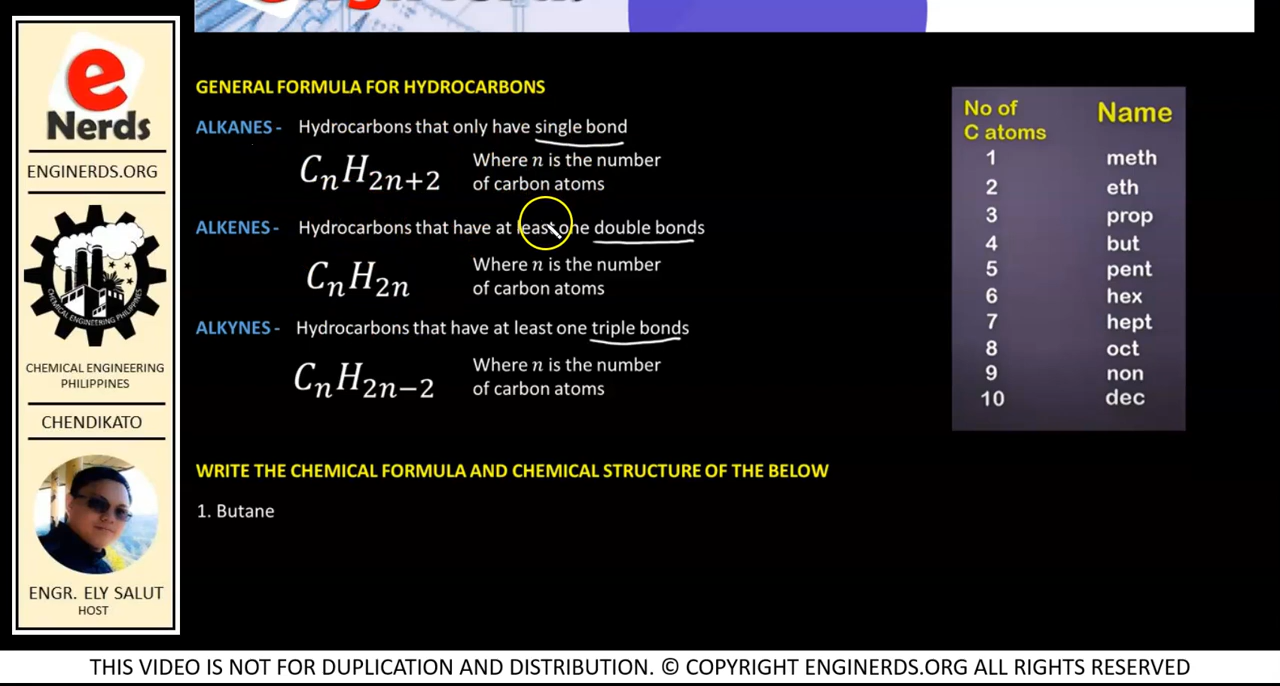 e
Nerds
ENGINERDS.ORG
CHEMICAL ENGINEERING PHILIPPINES
CHEMICAL ENGINEERING
PHILIPPINES
CHENDIKATO
ENGR. ELY SALUT
HOST
GENERAL FORMULA FOR HYDROCARBONS
ALKANES - Hydrocarbons that only have single bond
CnH2n+2 Where n is the number
of carbon atoms
ALKENES - Hydrocarbons that have at least one double bonds
CnH2n Where n is the number
of carbon atoms
ALKYNES - Hydrocarbons that have at least one triple bonds
CnH2n−2 Where n is the number
of carbon atoms
WRITE THE CHEMICAL FORMULA AND CHEMICAL STRUCTURE OF THE BELOW
1. Butane
No of Name
C atoms
1 meth
2 eth
3 prop
4 but
5 pent
6 hex
7 hept
8 oct
9 non
10 dec
THIS VIDEO IS NOT FOR DUPLICATION AND DISTRIBUTION. © COPYRIGHT ENGINERDS.ORG ALL RIGHTS RESERVED